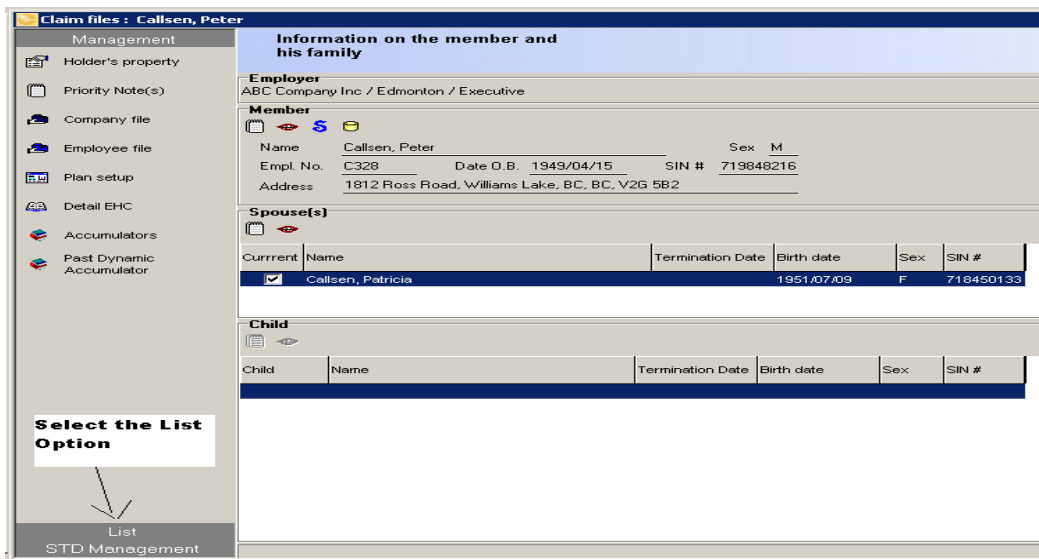 Claim files : Callsen, Peter
Management
Holder's property
Priority Note(s)
Company file
Employee file
Plan setup
Detail EHC
Accumulators
Past Dynamic
Accumulator
Select the List
Option
List
STD Management
Information on the member and
his family
Employer
ABC Company Inc / Edmonton / Executive
Member
S
Name Callsen, Peter Sex M
Empl. No. C328 Date O.B. 1949/04/15 SIN # 719848216
Address 1812 Ross Road, Williams Lake, BC, BC, V2G 5B2
Spouse(s)
Currrent Name Termination Date Birth date Sex SIN #
Callsen, Patricia 1951/07/09 F 718450133
Child
Child Name Termination Date Birth date Sex SIN #